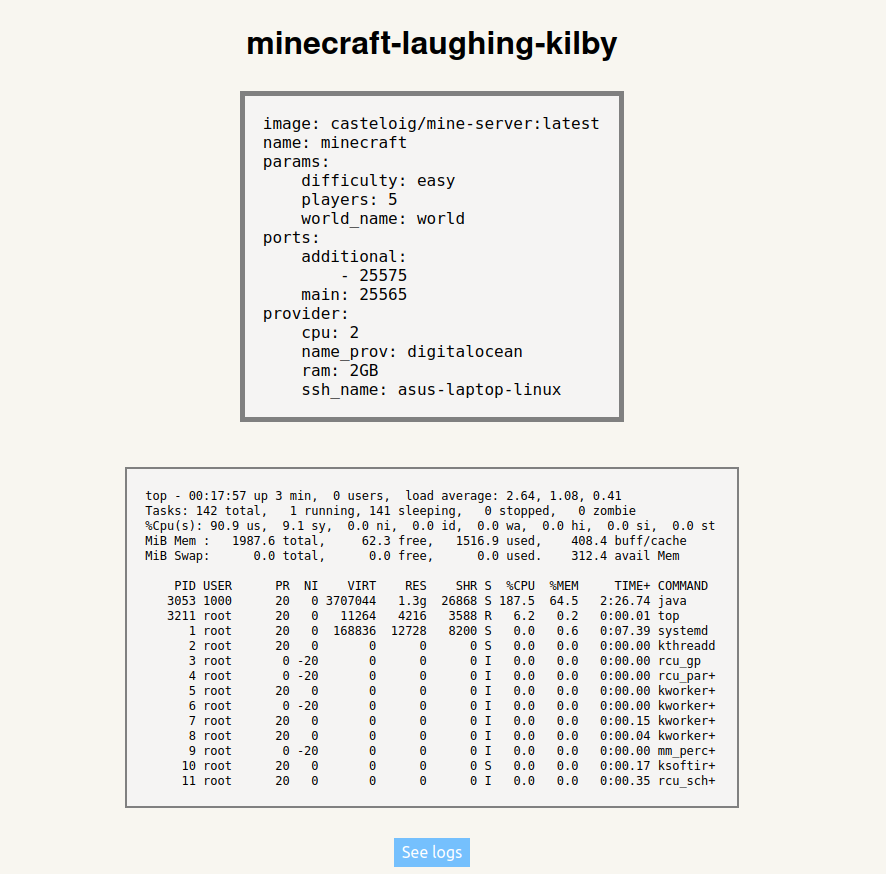 minecraft-laughing-kilby
image: casteloig/mine-server:latest
name: minecraft
params:
    difficulty: easy
    players: 5
    world_name: world
ports:
    additional:
        - 25575
    main: 25565
provider:
    cpu: 2
    name_prov: digitalocean
    ram: 2GB
    ssh_name: asus-laptop-linux
top - 00:17:57 up 3 min,  0 users,  load average: 2.64, 1.08, 0.41
Tasks: 142 total,   1 running, 141 sleeping,   0 stopped,   0 zombie
%Cpu(s): 90.9 us,  9.1 sy,  0.0 ni,  0.0 id,  0.0 wa,  0.0 hi,  0.0 si,  0.0 st
MiB Mem :   1987.6 total,     62.3 free,   1516.9 used,    408.4 buff/cache
MiB Swap:      0.0 total,      0.0 free,      0.0 used.    312.4 avail Mem
    PID USER      PR  NI    VIRT    RES    SHR S  %CPU  %MEM     TIME+ COMMAND
   3053 1000      20   0 3707044   1.3g  26868 S 187.5  64.5   2:26.74 java
   3211 root      20   0   11264   4216   3588 R   6.2   0.2   0:00.01 top
      1 root      20   0  168836  12728   8200 S   0.0   0.6   0:07.39 systemd
      2 root      20   0       0      0      0 S   0.0   0.0   0:00.00 kthreadd
      3 root       0 -20       0      0      0 I   0.0   0.0   0:00.00 rcu_gp
      4 root       0 -20       0      0      0 I   0.0   0.0   0:00.00 rcu_par+
      5 root      20   0       0      0      0 I   0.0   0.0   0:00.00 kworker+
      6 root       0 -20       0      0      0 I   0.0   0.0   0:00.00 kworker+
      7 root      20   0       0      0      0 I   0.0   0.0   0:00.15 kworker+
      8 root      20   0       0      0      0 I   0.0   0.0   0:00.04 kworker+
      9 root       0 -20       0      0      0 I   0.0   0.0   0:00.00 mm_perc+
     10 root      20   0       0      0      0 S   0.0   0.0   0:00.17 ksoftir+
     11 root      20   0       0      0      0 I   0.0   0.0   0:00.35 rcu_sch+
See logs